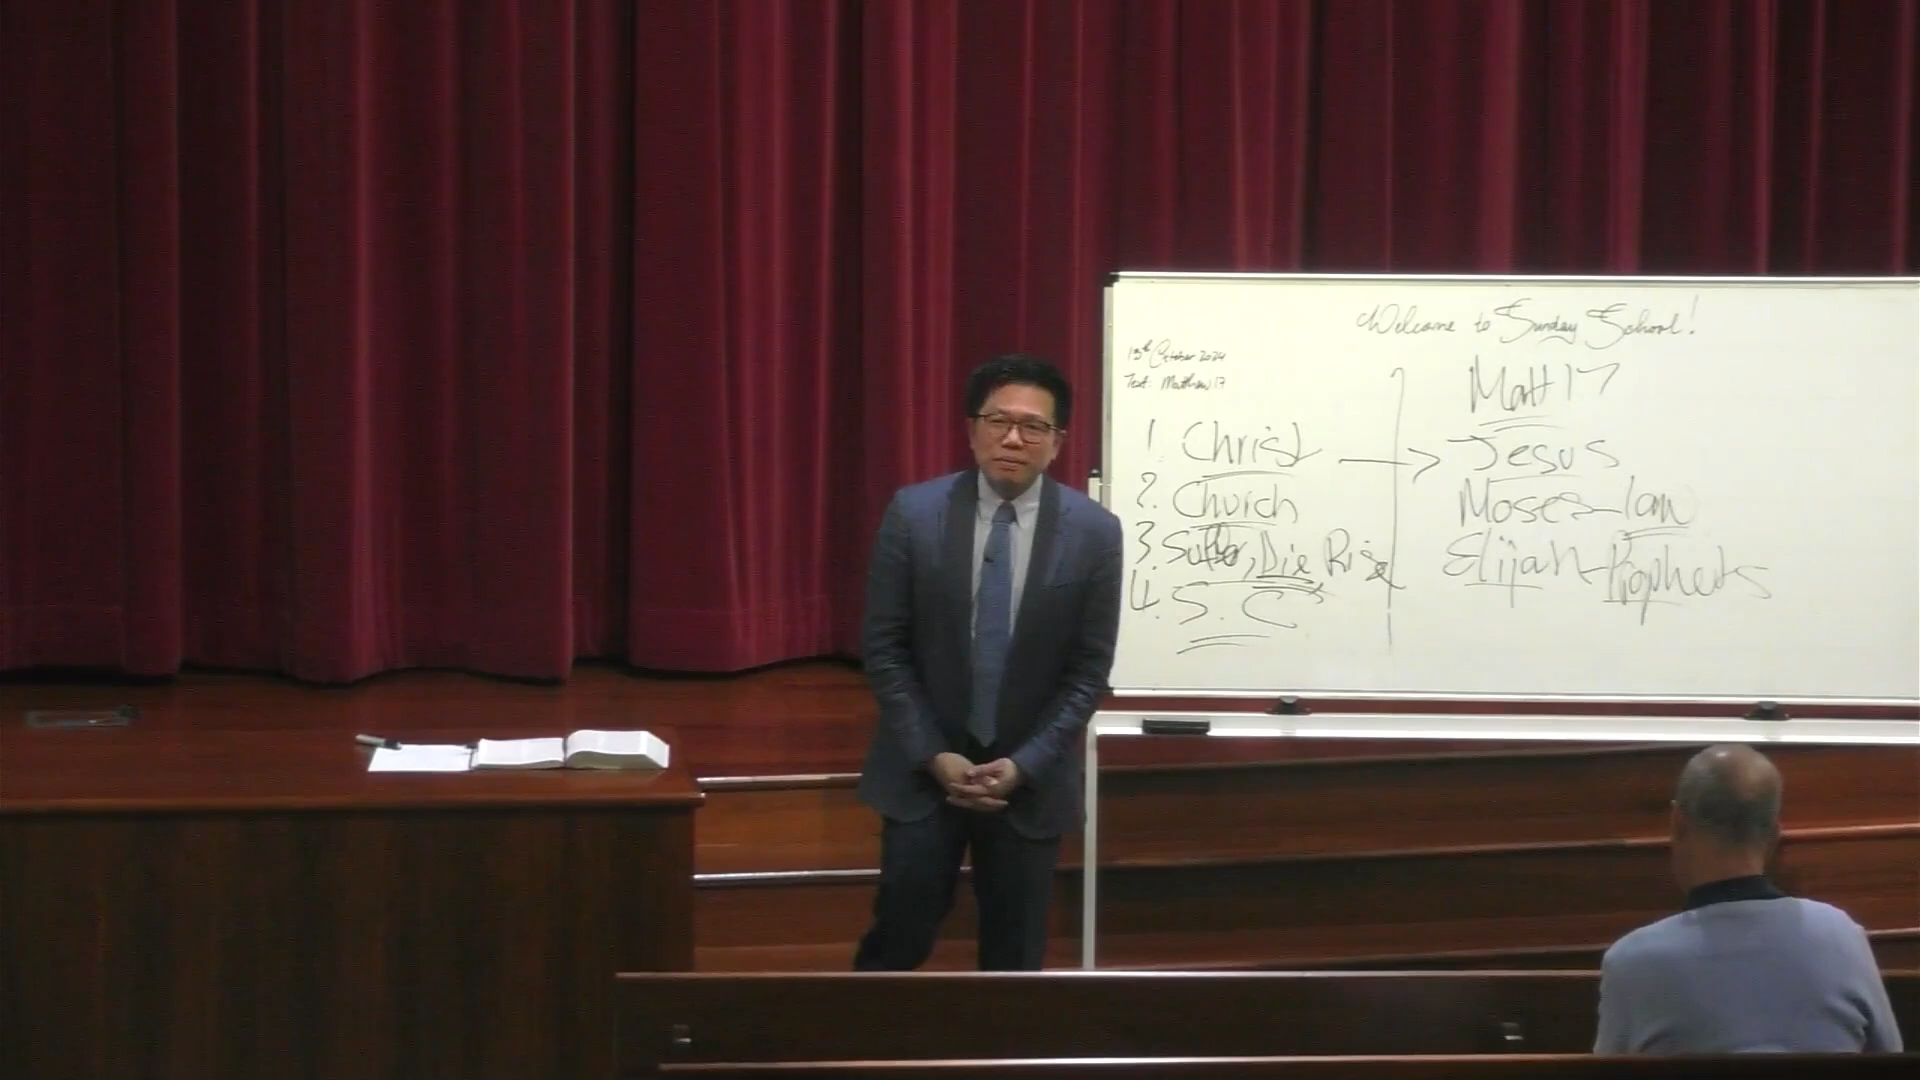 Welcome to Sunday School!
13th October 2024
Text: Matthew 17
1. Christ
2. Church
3. Suffer, Die Rise
4. S. C
Matt 17
Jesus
Moses - law
Elijah - Prophets